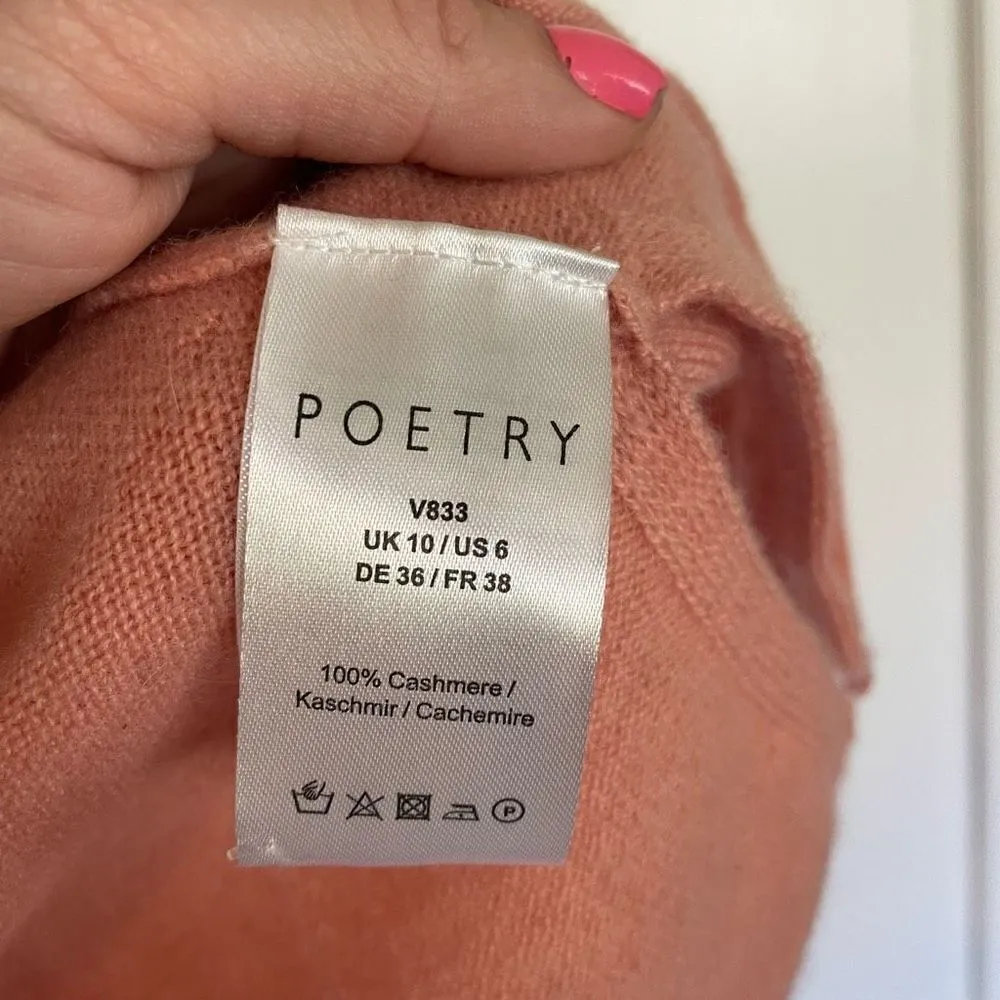 POETRY
V833
UK 10 / US 6
DE 36 / FR 38
100% Cashmere /
Kaschmir / Cachemire
P